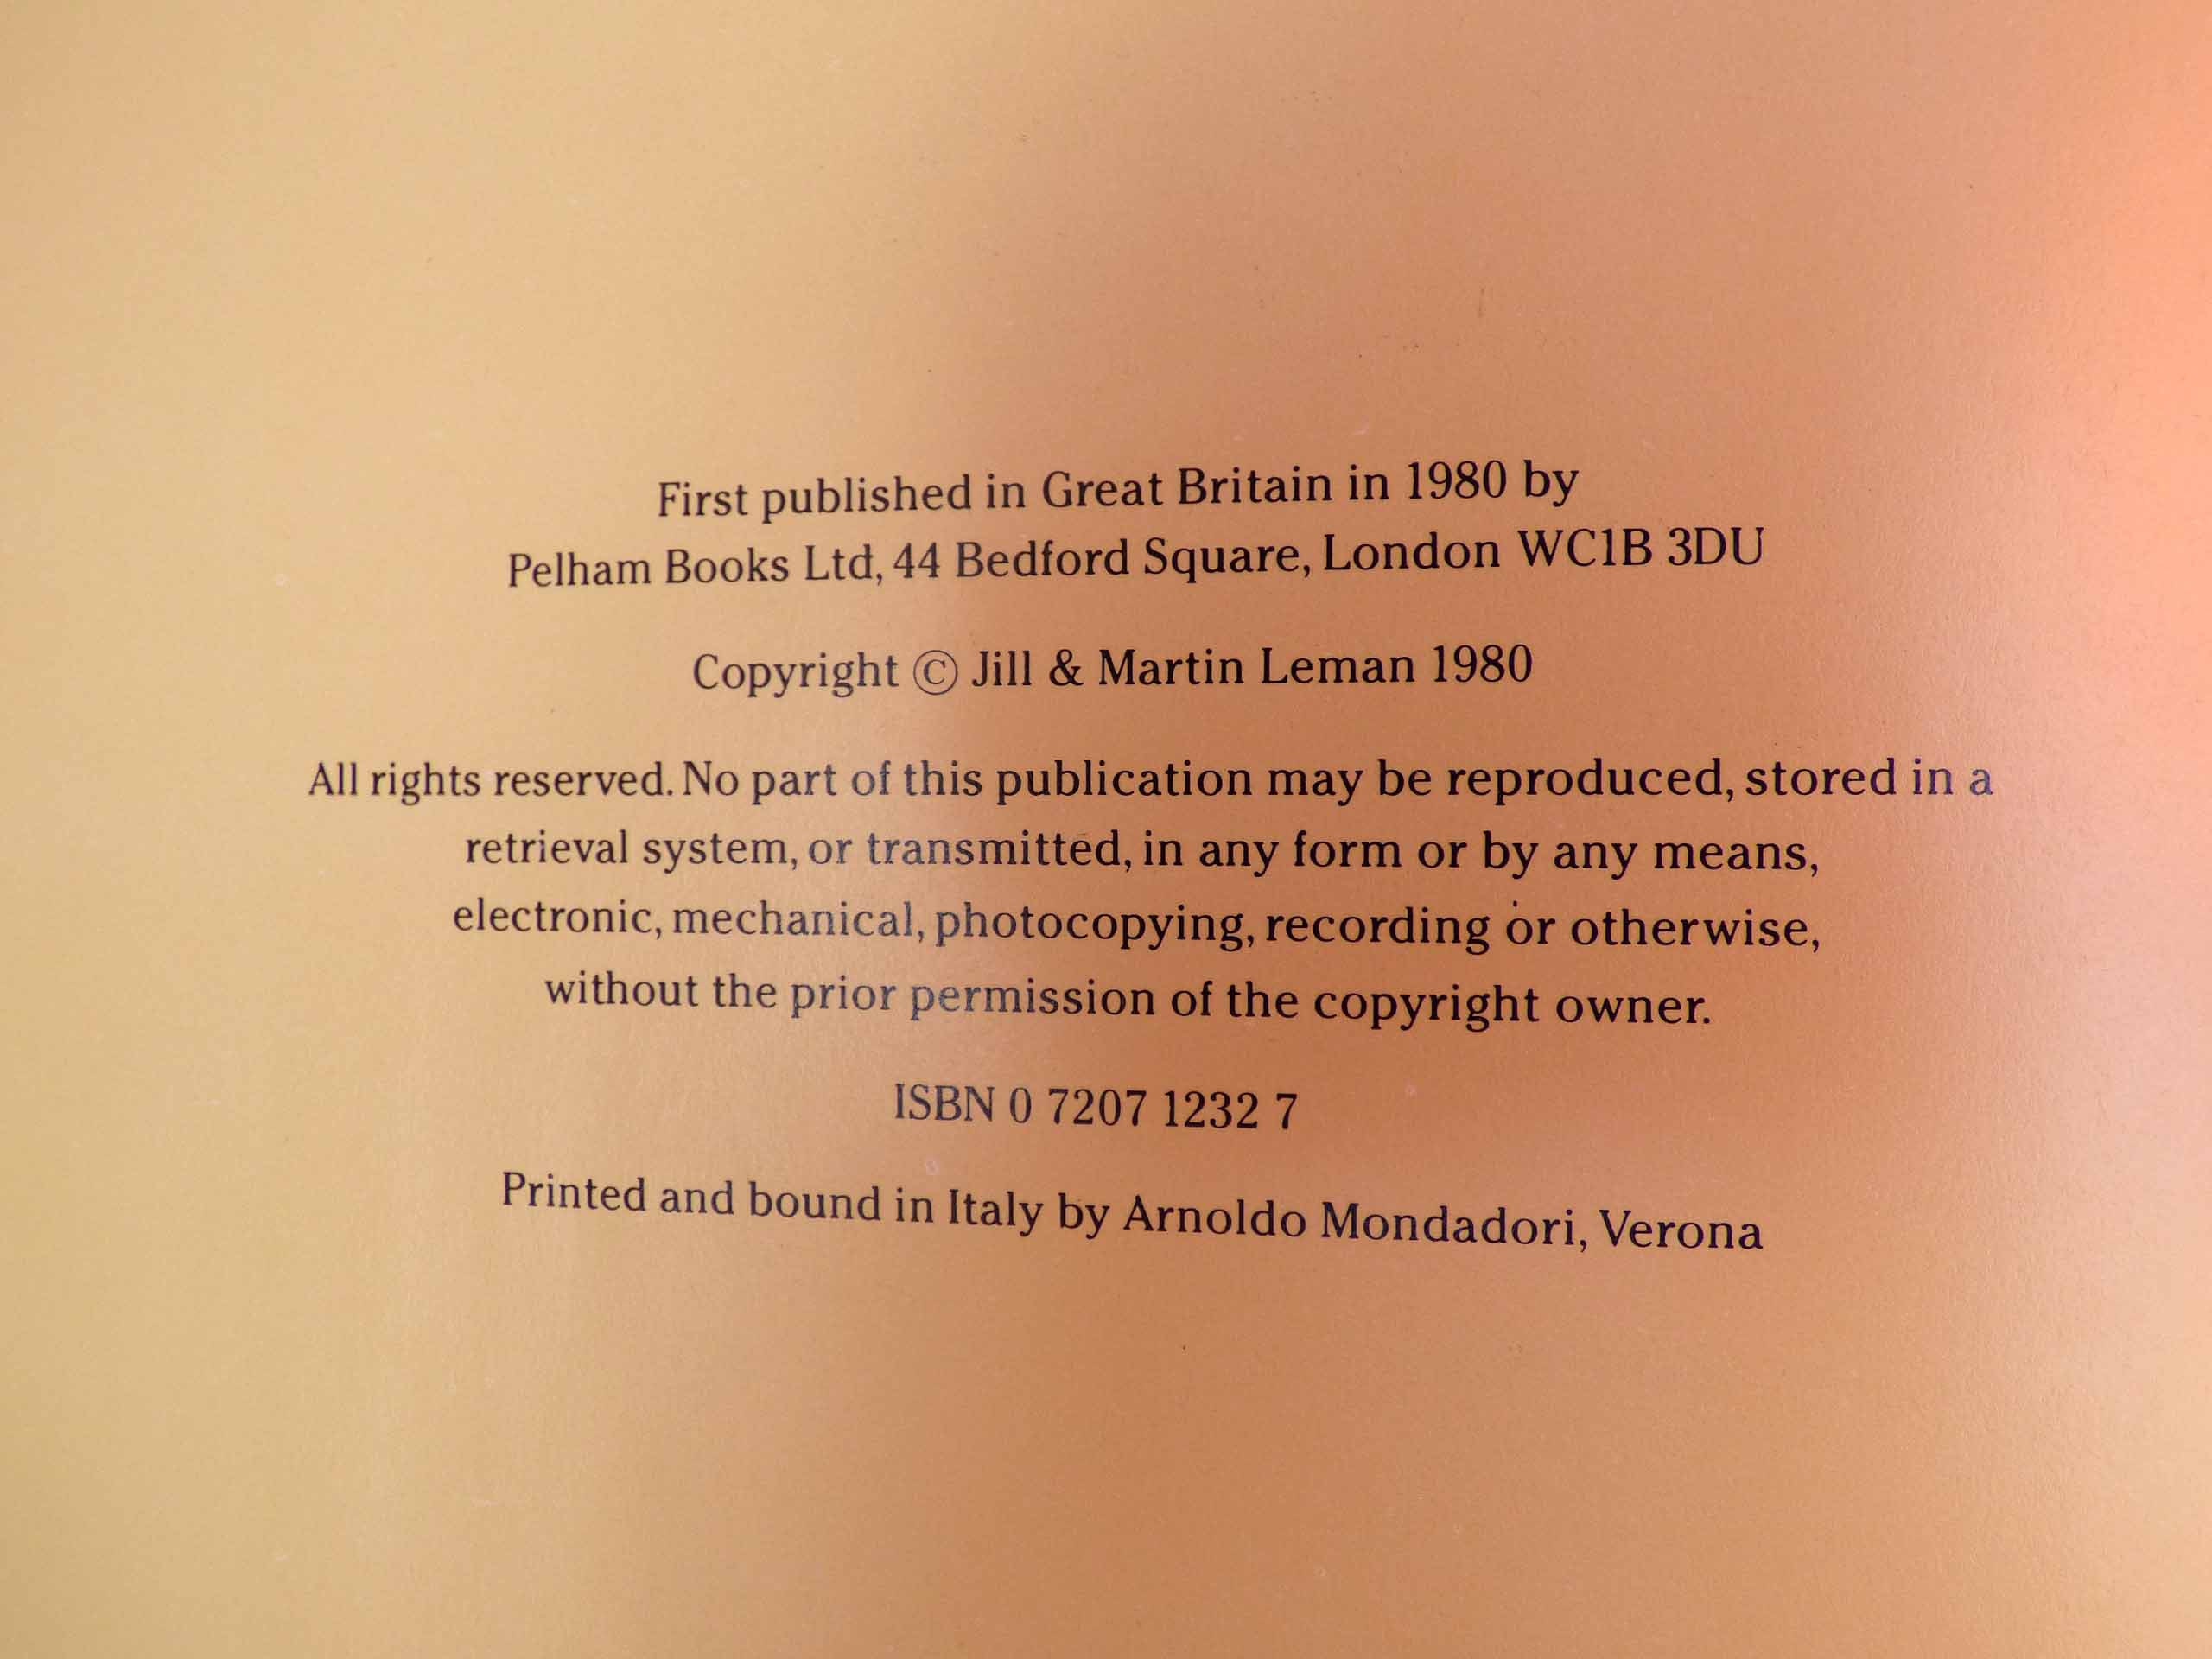 First published in Great Britain in 1980 by
Pelham Books Ltd, 44 Bedford Square, London WC1B 3DU
Copyright © Jill & Martin Leman 1980
All rights reserved. No part of this publication may be reproduced, stored in a
retrieval system, or transmitted, in any form or by any means,
electronic, mechanical, photocopying, recording or otherwise,
without the prior permission of the copyright owner.
ISBN 0 7207 1232 7
Printed and bound in Italy by Arnoldo Mondadori, Verona